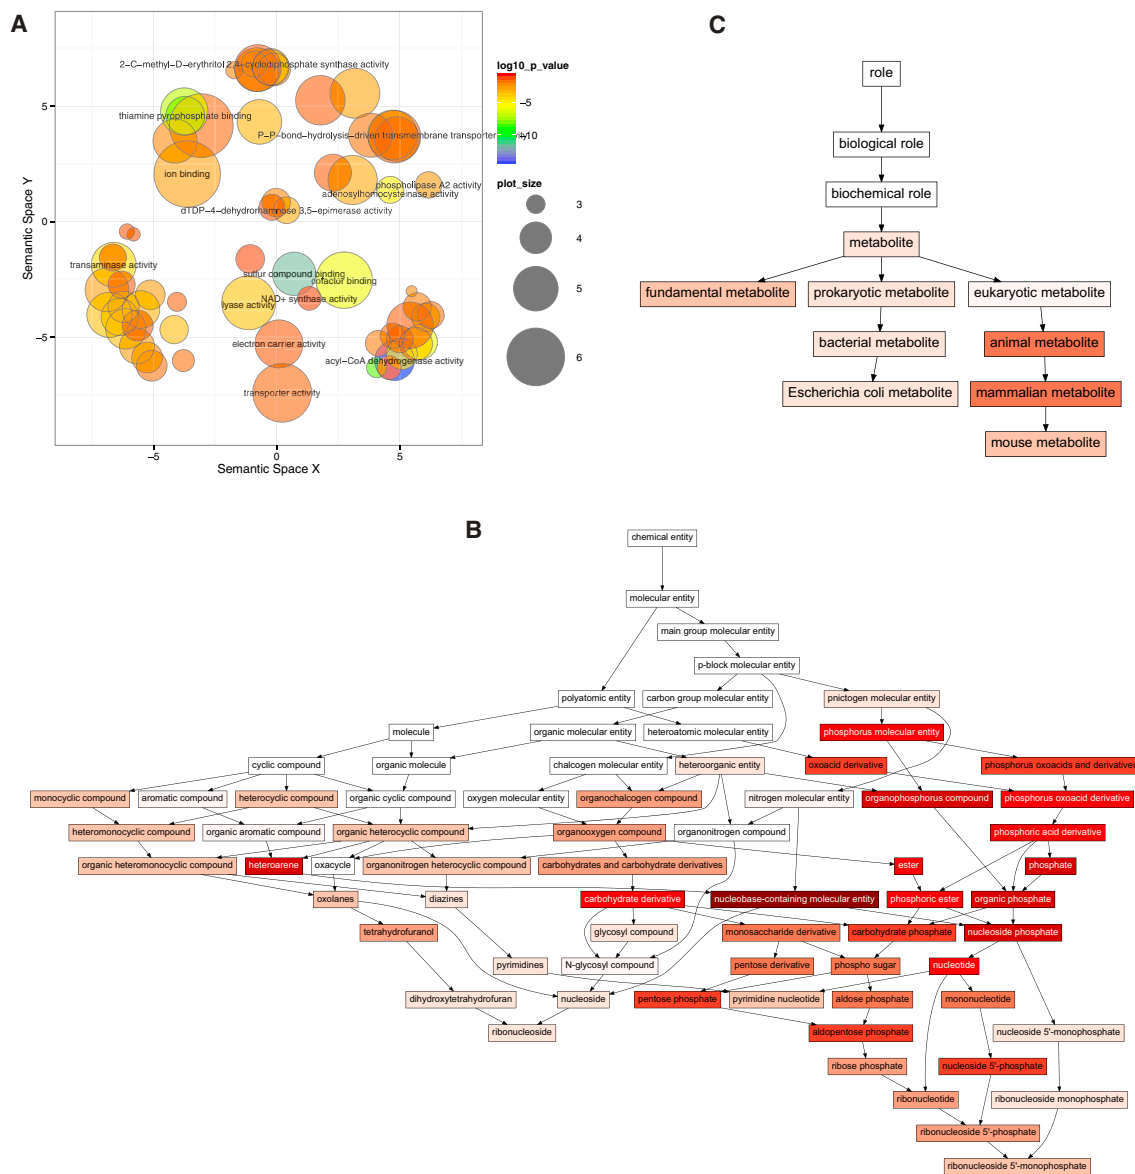 A
2−C−methyl−D−erythritol 2,4−cyclodiphosphate synthase activity
thiamine pyrophosphate binding
P−P−bond−hydrolysis−driven transmembrane transporter
ion binding
phospholipase A2 activity
adenosylhomocysteinase activity
dTDP−4−dehydrorhamnose 3,5−epimerase activity
transaminase activity
sulfur compound binding
cofactor binding
NAD+ synthase activity
lyase activity
electron carrier activity
acyl−CoA dehydrogenase activity
transporter activity
5
0
−5
−5
0
5
Semantic Space X
Semantic Space Y
log10_p_value
−5
−10
plot_size
3
4
5
6
C
role
biological role
biochemical role
metabolite
fundamental metabolite
prokaryotic metabolite
eukaryotic metabolite
bacterial metabolite
animal metabolite
Escherichia coli metabolite
mammalian metabolite
mouse metabolite
B
chemical entity
molecular entity
main group molecular entity
p-block molecular entity
polyatomic entity
carbon group molecular entity
pnictogen molecular entity
molecule
organic molecular entity
heteroatomic molecular entity
phosphorus molecular entity
cyclic compound
organic molecule
chalcogen molecular entity
heteroorganic entity
oxoacid derivative
phosphorus oxoacids and derivatives
monocyclic compound
aromatic compound
heterocyclic compound
organic cyclic compound
oxygen molecular entity
organochalcogen compound
nitrogen molecular entity
organophosphorus compound
phosphorus oxoacid derivative
heteromonocyclic compound
organic aromatic compound
organic heterocyclic compound
organooxygen compound
organonitrogen compound
phosphoric acid derivative
organic heteromonocyclic compound
heteroarene
oxacycle
organonitrogen heterocyclic compound
carbohydrates and carbohydrate derivatives
ester
phosphate
oxolanes
diazines
carbohydrate derivative
nucleobase-containing molecular entity
phosphoric ester
organic phosphate
tetrahydrofuranol
glycosyl compound
monosaccharide derivative
carbohydrate phosphate
nucleoside phosphate
pyrimidines
N-glycosyl compound
pentose derivative
phospho sugar
nucleotide
dihydroxytetrahydrofuran
nucleoside
pentose phosphate
pyrimidine nucleotide
aldose phosphate
mononucleotide
ribonucleoside
aldopentose phosphate
nucleoside 5'-monophosphate
ribose phosphate
nucleoside 5'-phosphate
ribonucleotide
ribonucleoside monophosphate
ribonucleoside 5'-phosphate
ribonucleoside 5'-monophosphate